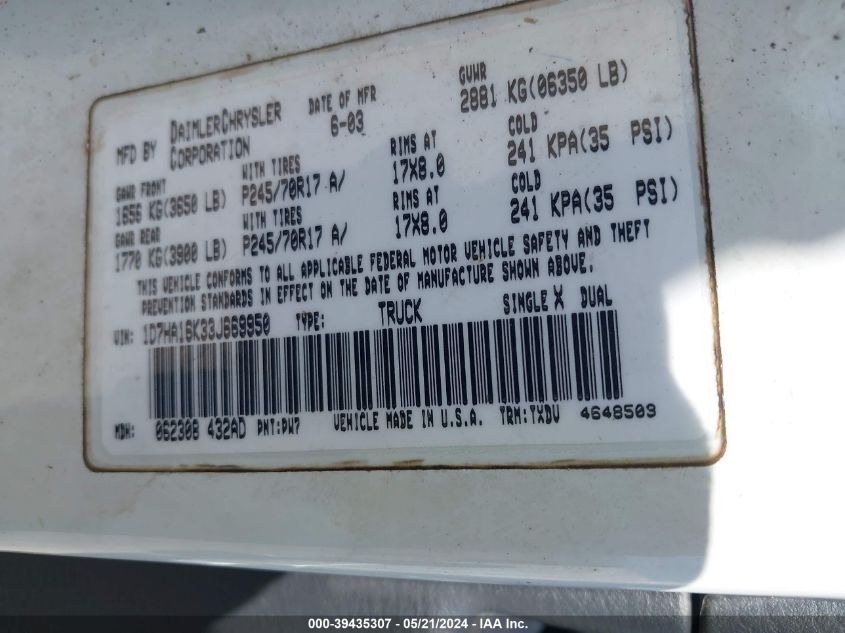 MFD BY DAIMLERCHRYSLER CORPORATION DATE OF MFR 6-03 GVWR 2881 KG(06350 LB)
GAWR FRONT WITH TIRES RIMS AT COLD
1656 KG(3650 LB) P245/70R17 A/ 17X8.0 241 KPA(35 PSI)
GAWR REAR WITH TIRES RIMS AT COLD
1770 KG(3900 LB) P245/70R17 A/ 17X8.0 241 KPA(35 PSI)
THIS VEHICLE CONFORMS TO ALL APPLICABLE FEDERAL MOTOR VEHICLE SAFETY AND THEFT
PREVENTION STANDARDS IN EFFECT ON THE DATE OF MANUFACTURE SHOWN ABOVE.
VIN: 1D7HA16K33J669950 TYPE: TRUCK SINGLE X DUAL
MDH: 062308 432AD PNT:PW7 VEHICLE MADE IN U.S.A. TRM:TXDV 4648503
000-39435307 - 05/21/2024 - IAA, Inc.